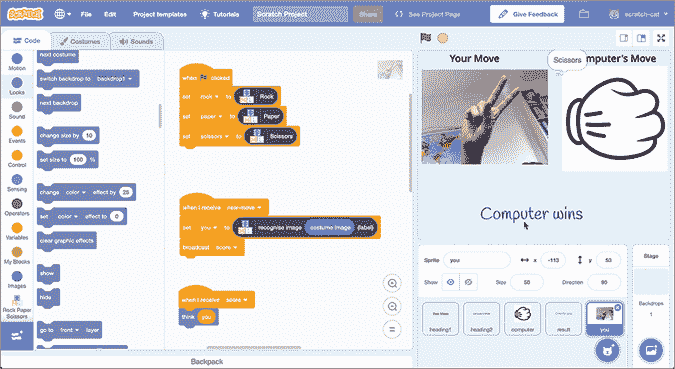 SCRATCH File Edit Project templates Tutorials Scratch Project Share See Project Page Give Feedback scratch-cat
Code Costumes Sounds
Motion
Looks
Sound
Events
Control
Sensing
Operators
Variables
My Blocks
Images
Rock Paper
Scissors
next costume
switch backdrop to backdrop1
next backdrop
change size by 10
set size to 100 %
change color effect by 25
set color effect to 0
clear graphic effects
show
hide
go to front layer
when clicked
set rock to Rock
set paper to Paper
set scissors to Scissors
when I receive new-move
set you to recognise image costume image (label)
broadcast score
when I receive score
think you
Backpack
Your Move
Scissors
mputer's Move
Computer wins
Sprite you x -113 y 53
Show Size 50 Direction 90
heading1 heading2 computer result you
Stage
Backdrops
1